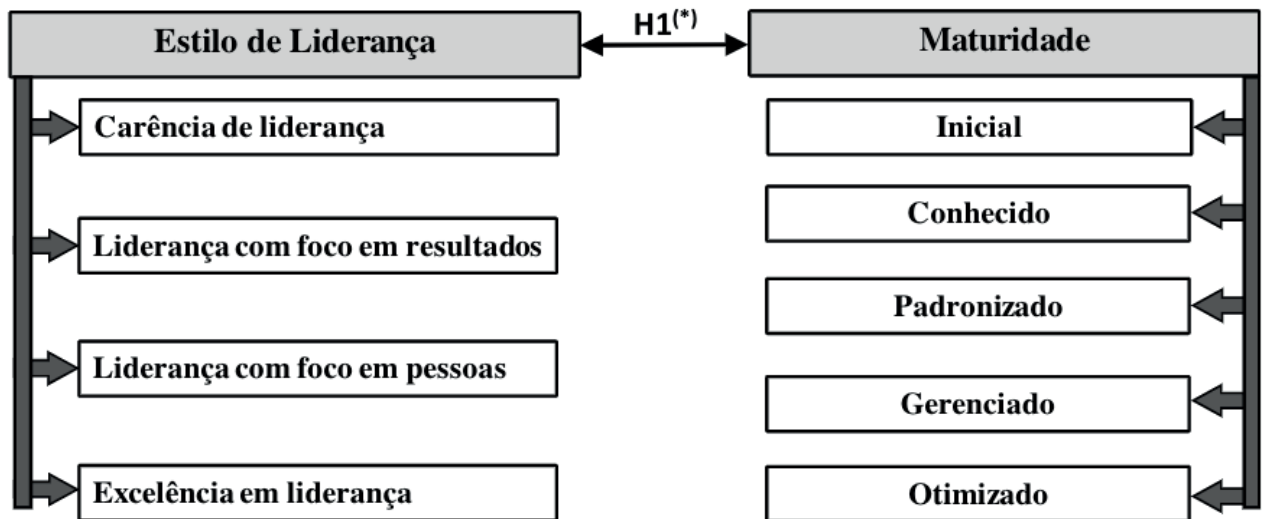 Estilo de Liderança
H1(*)
Maturidade
Carência de liderança
Liderança com foco em resultados
Liderança com foco em pessoas
Excelência em liderança
Inicial
Conhecido
Padronizado
Gerenciado
Otimizado